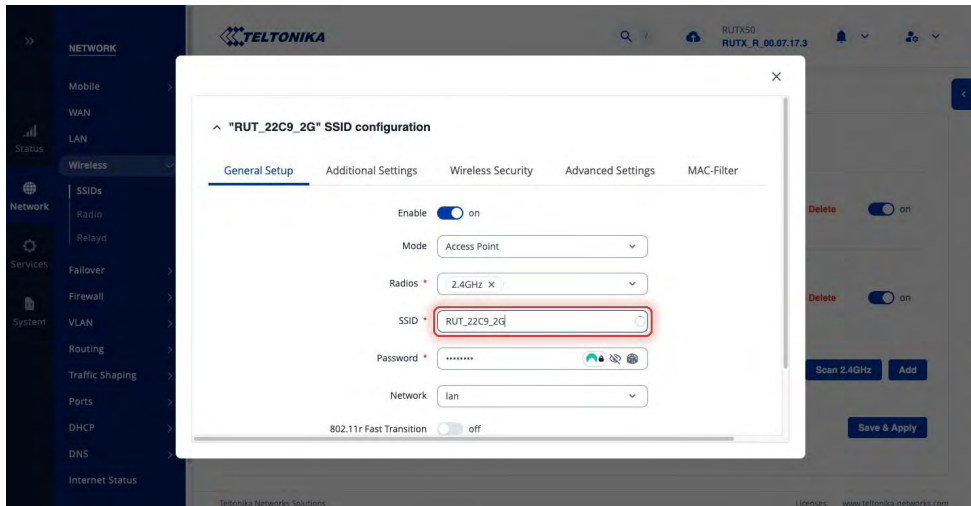 TELTONIKA
RUTX50
RUTX_R_00.07.17.3
NETWORK
Mobile
WAN
LAN
Wireless
SSIDs
Radio
Relayd
Failover
Firewall
VLAN
Routing
Traffic Shaping
Ports
DHCP
DNS
Internet Status
Status
Network
Services
System
"RUT_22C9_2G" SSID configuration
General Setup Additional Settings Wireless Security Advanced Settings MAC-Filter
Enable on
Mode Access Point
Radios * 2.4GHz ×
SSID * RUT_22C9_2G
Password * ••••••••
Network lan
802.11r Fast Transition off
Delete on
Delete on
Scan 2.4GHz Add
Save & Apply
Teltonika Networks Solutions
Licenses www.teltonika-networks.com